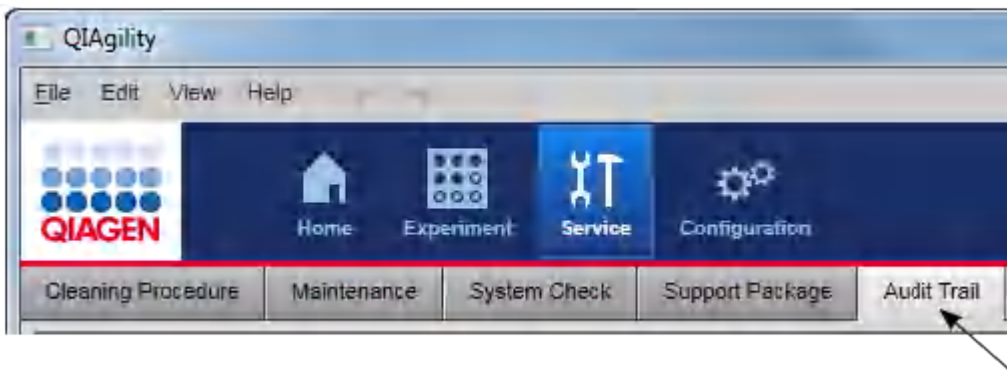 QIAgility
File Edit View Help
QIAGEN
Home Experiment Service Configuration
Cleaning Procedure Maintenance System Check Support Package Audit Trail